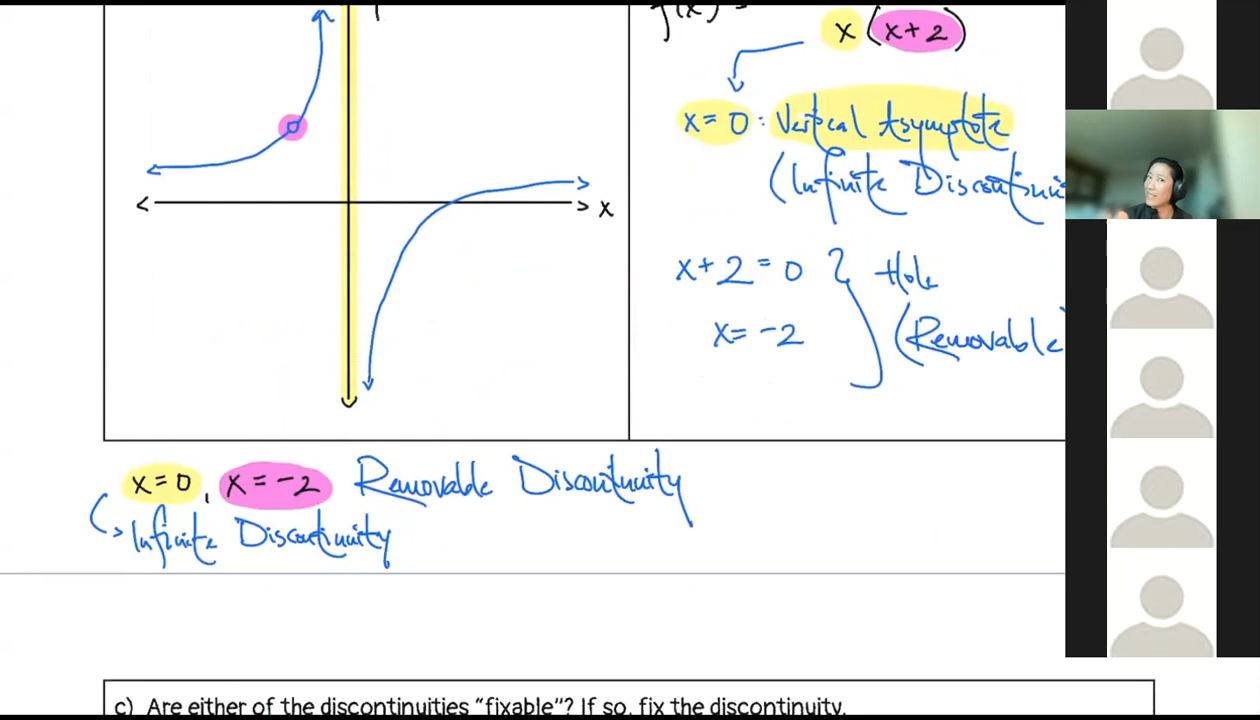 f(x) =
x (x+2)
x = 0 : Vertical Asymptote
(Infinite
x
x+2 = 0 } Hole
x = -2 (Removable
x = 0, x = -2 Removable Discontinuity
Infinite Discontinuity
c) Are either of the discontinuities "fixable"? If so, fix the discontinuity.